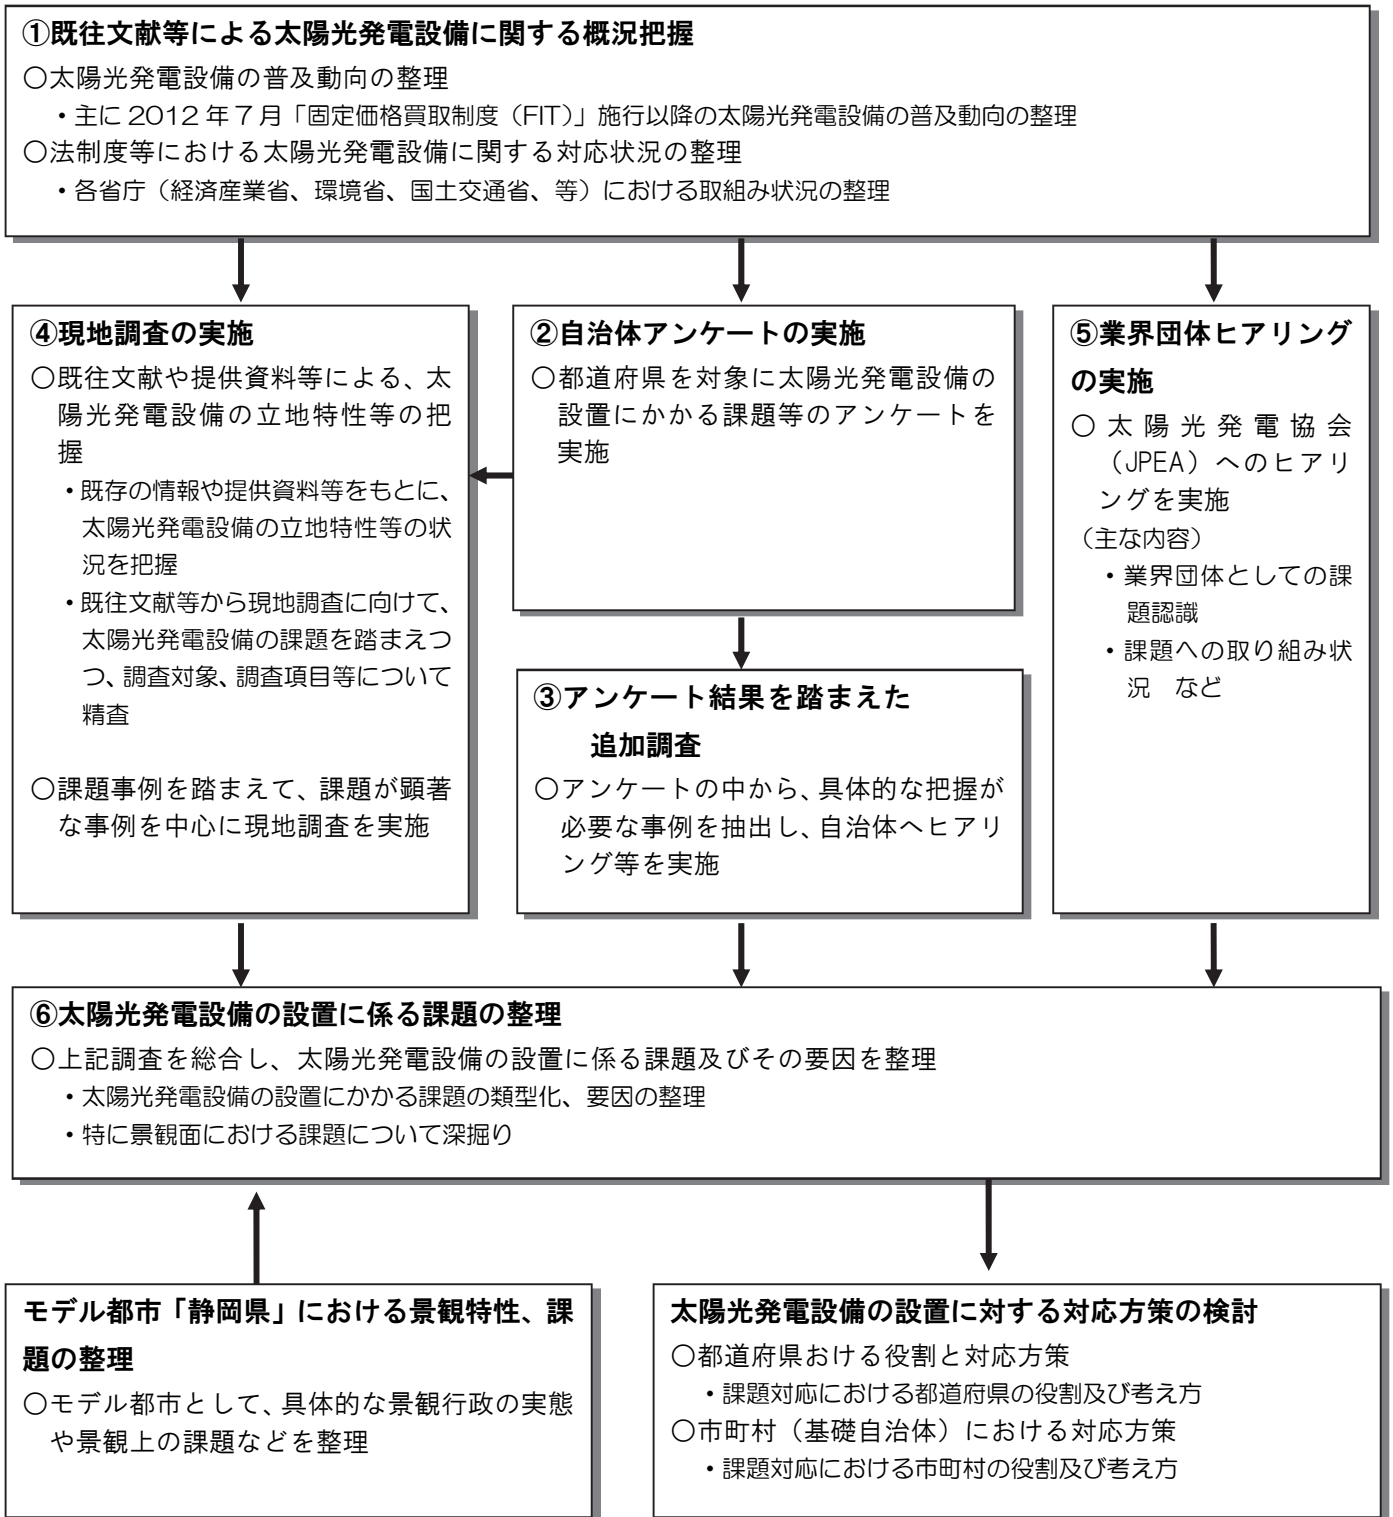 ①既往文献等による太陽光発電設備に関する概況把握
○太陽光発電設備の普及動向の整理
・主に 2012 年 7 月「固定価格買取制度（FIT）」施行以降の太陽光発電設備の普及動向の整理
○法制度等における太陽光発電設備に関する対応状況の整理
・各省庁（経済産業省、環境省、国土交通省、等）における取組み状況の整理
④現地調査の実施
○既往文献や提供資料等による、太
陽光発電設備の立地特性等の把
握
・既存の情報や提供資料等をもとに、
太陽光発電設備の立地特性等の状
況を把握
・既往文献等から現地調査に向けて、
太陽光発電設備の課題を踏まえつ
つ、調査対象、調査項目等について
精査
○課題事例を踏まえて、課題が顕著
な事例を中心に現地調査を実施
②自治体アンケートの実施
○都道府県を対象に太陽光発電設備の
設置にかかる課題等のアンケートを
実施
③アンケート結果を踏まえた
追加調査
○アンケートの中から、具体的な把握が
必要な事例を抽出し、自治体へヒアリ
ング等を実施
⑤業界団体ヒアリング
の実施
○太陽光発電協会
（JPEA）へのヒアリ
ングを実施
（主な内容）
・業界団体としての課
題認識
・課題への取り組み状
況　など
⑥太陽光発電設備の設置に係る課題の整理
○上記調査を総合し、太陽光発電設備の設置に係る課題及びその要因を整理
・太陽光発電設備の設置にかかる課題の類型化、要因の整理
・特に景観面における課題について深掘り
モデル都市「静岡県」における景観特性、課
題の整理
○モデル都市として、具体的な景観行政の実態
や景観上の課題などを整理
太陽光発電設備の設置に対する対応方策の検討
○都道府県おける役割と対応方策
・課題対応における都道府県の役割及び考え方
○市町村（基礎自治体）における対応方策
・課題対応における市町村の役割及び考え方